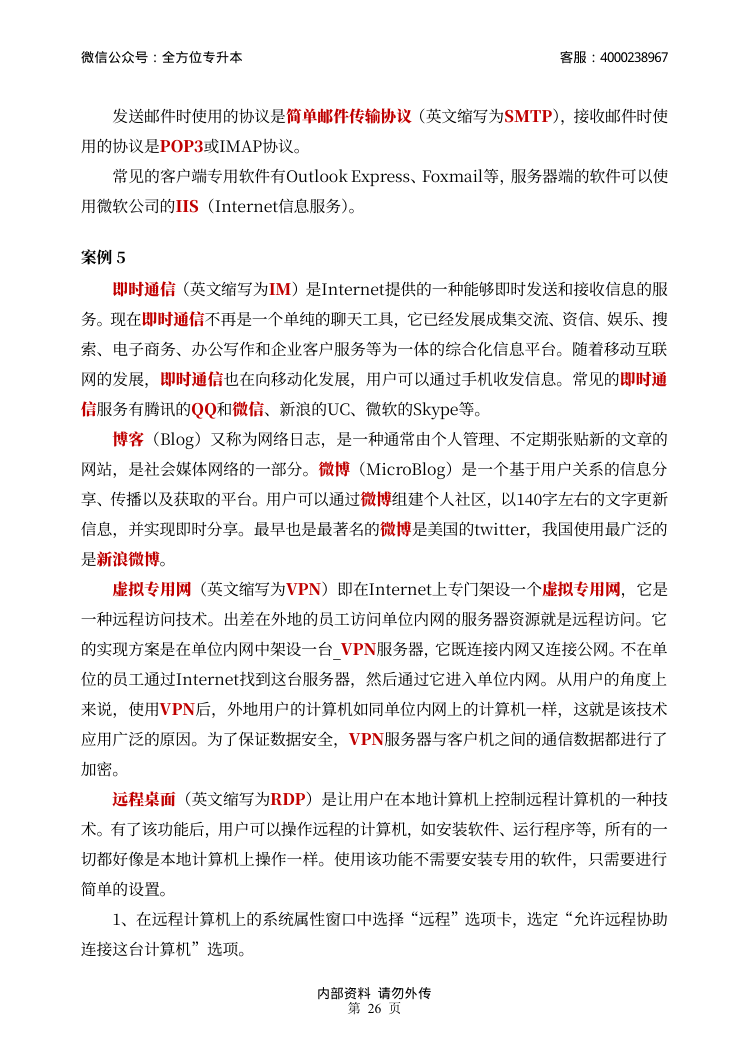 微信公众号：全方位专升本 客服：4000238967
发送邮件时使用的协议是简单邮件传输协议（英文缩写为SMTP），接收邮件时使
用的协议是POP3或IMAP协议。
常见的客户端专用软件有Outlook Express、Foxmail等，服务器端的软件可以使
用微软公司的IIS（Internet信息服务）。
案例 5
即时通信（英文缩写为IM）是Internet提供的一种能够即时发送和接收信息的服
务。现在即时通信不再是一个单纯的聊天工具，它已经发展成集交流、资信、娱乐、搜
索、电子商务、办公写作和企业客户服务等为一体的综合化信息平台。随着移动互联
网的发展，即时通信也在向移动化发展，用户可以通过手机收发信息。常见的即时通
信服务有腾讯的QQ和微信、新浪的UC、微软的Skype等。
博客（Blog）又称为网络日志，是一种通常由个人管理、不定期张贴新的文章的
网站，是社会媒体网络的一部分。微博（MicroBlog）是一个基于用户关系的信息分
享、传播以及获取的平台。用户可以通过微博组建个人社区，以140字左右的文字更新
信息，并实现即时分享。最早也是最著名的微博是美国的twitter，我国使用最广泛的
是新浪微博。
虚拟专用网（英文缩写为VPN）即在Internet上专门架设一个虚拟专用网，它是
一种远程访问技术。出差在外地的员工访问单位内网的服务器资源就是远程访问。它
的实现方案是在单位内网中架设一台_VPN服务器，它既连接内网又连接公网。不在单
位的员工通过Internet找到这台服务器，然后通过它进入单位内网。从用户的角度上
来说，使用VPN后，外地用户的计算机如同单位内网上的计算机一样，这就是该技术
应用广泛的原因。为了保证数据安全，VPN服务器与客户机之间的通信数据都进行了
加密。
远程桌面（英文缩写为RDP）是让用户在本地计算机上控制远程计算机的一种技
术。有了该功能后，用户可以操作远程的计算机，如安装软件、运行程序等，所有的一
切都好像是本地计算机上操作一样。使用该功能不需要安装专用的软件，只需要进行
简单的设置。
1、在远程计算机上的系统属性窗口中选择“远程”选项卡，选定“允许远程协助
连接这台计算机”选项。
内部资料 请勿外传
第 26 页